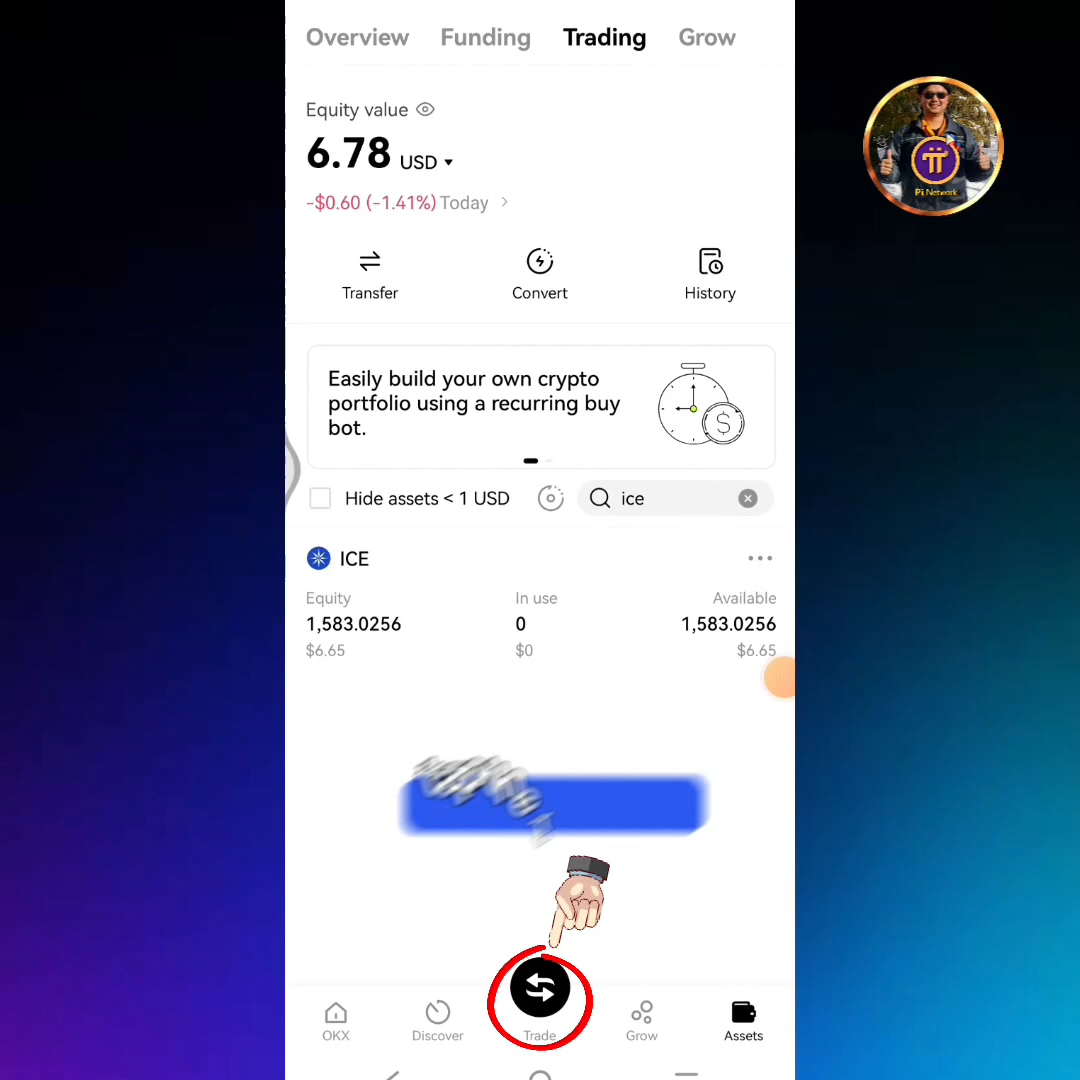 Overview Funding Trading Grow
Equity value
6.78 USD
-$0.60 (-1.41%) Today
Transfer Convert History
Easily build your own crypto
portfolio using a recurring buy
bot.
Hide assets < 1 USD ice
ICE
Equity In use Available
1,583.0256 0 1,583.0256
$6.65 $0 $6.65
OKX Discover Trade Grow Assets
Pi Network